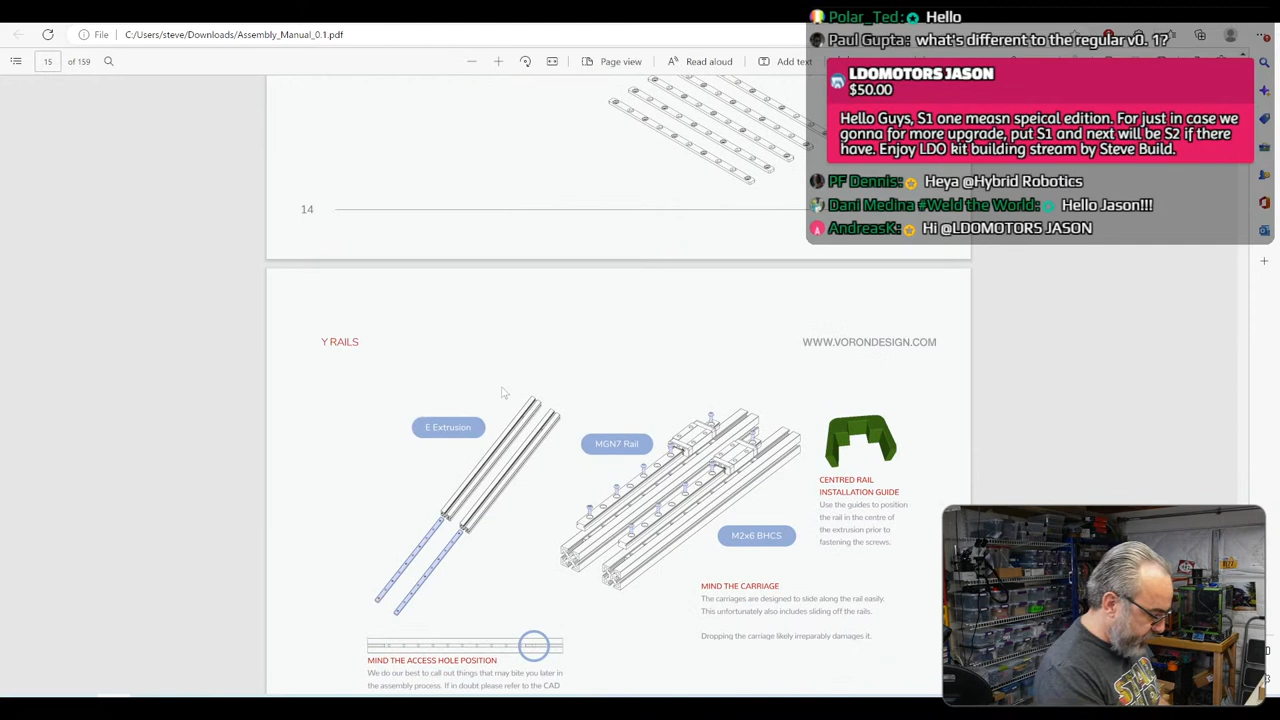 File
C:/Users/steve/Downloads/Assembly_Manual_0.1.pdf
15
of 159
Page view
Read aloud
Add text
Polar_Ted:
Hello
Paul Gupta:
what's different to the regular v0. 1?
LDOMOTORS JASON
$50.00
Hello Guys, S1 one measn speical edition. For just in case we
gonna for more upgrade, put S1 and next will be S2 if there
have. Enjoy LDO kit building stream by Steve Build.
PF Dennis:
Heya @Hybrid Robotics
Dani Medina #Weld the World:
Hello Jason!!!
AndreasK:
Hi @LDOMOTORS JASON
14
Y RAILS
WWW.VORONDESIGN.COM
E Extrusion
MGN7 Rail
M2x6 BHCS
CENTRED RAIL
INSTALLATION GUIDE
Use the guides to position
the rail in the centre of
the extrusion prior to
fastening the screws.
MIND THE CARRIAGE
The carriages are designed to slide along the rail easily.
This unfortunately also includes sliding off the rails.
Dropping the carriage likely irreparably damages it.
MIND THE ACCESS HOLE POSITION
We do our best to call out things that may bite you later in
the assembly process. If in doubt please refer to the CAD